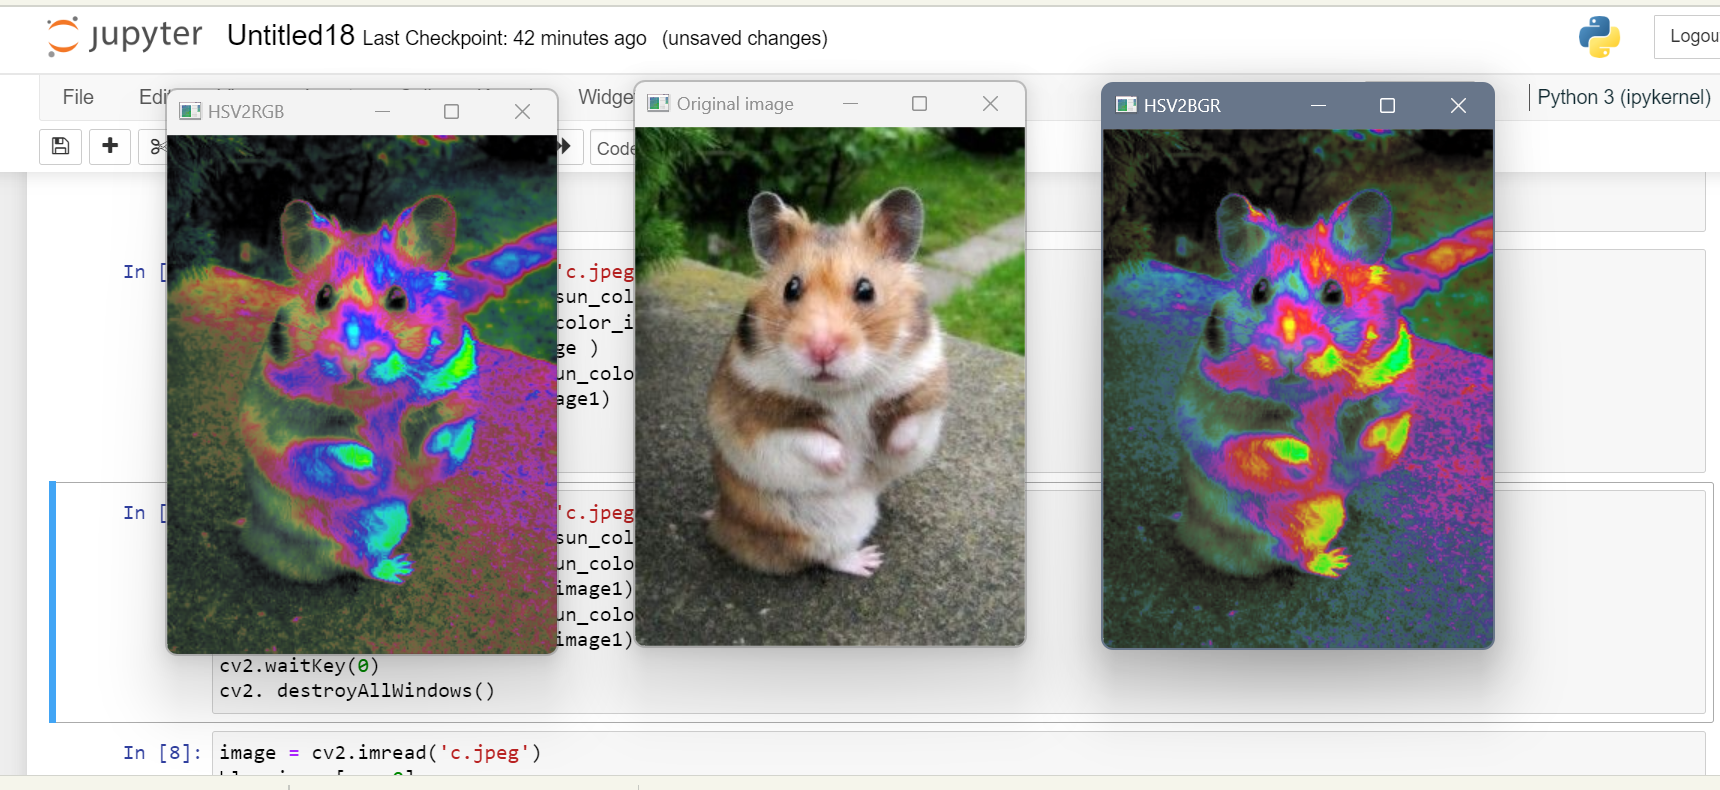 jupyter Untitled18 Last Checkpoint: 42 minutes ago (unsaved changes)
Logou
File
Widge
Python 3 (ipykernel)
Code
HSV2RGB
Original image
HSV2BGR
In [
'c.jpeg
sun_col
color_i
ge )
un_colo
age1)
In [
'c.jpeg
sun_col
un_colo
image1)
un_colo
image1)
cv2.waitKey(0)
cv2. destroyAllWindows()
In [8]: image = cv2.imread('c.jpeg')